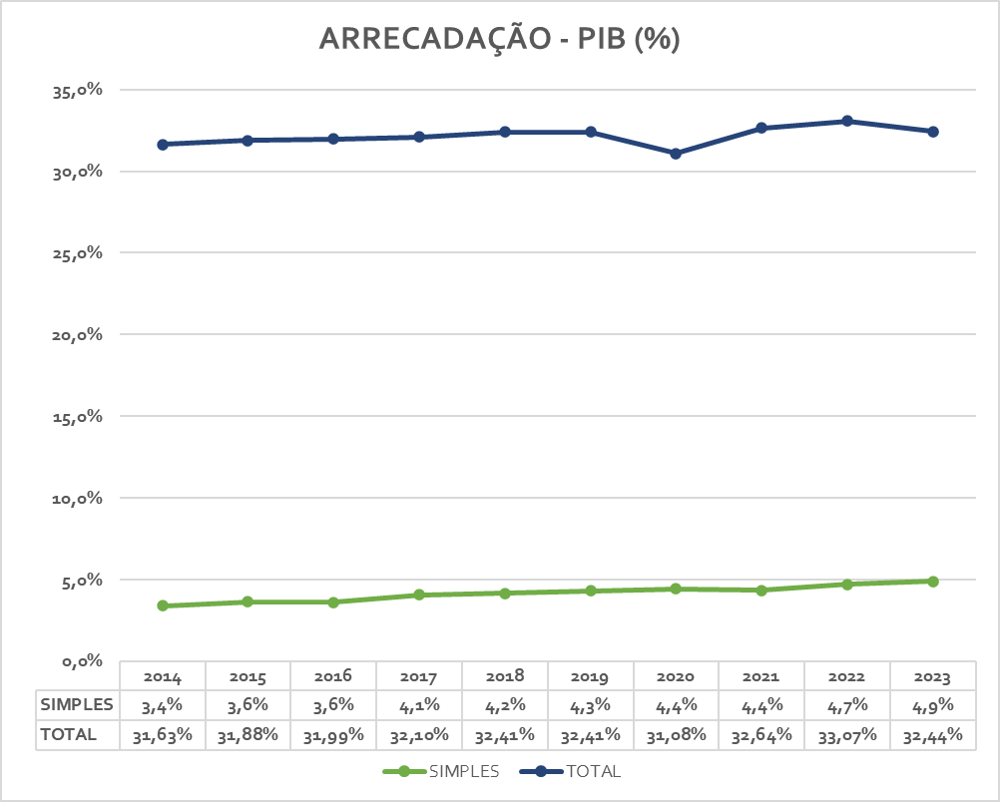 ARRECADAÇÃO - PIB (%)
35,0%
30,0%
25,0%
20,0%
15,0%
10,0%
5,0%
0,0%
2014 2015 2016 2017 2018 2019 2020 2021 2022 2023
SIMPLES 3,4% 3,6% 3,6% 4,1% 4,2% 4,3% 4,4% 4,4% 4,7% 4,9%
TOTAL 31,63% 31,88% 31,99% 32,10% 32,41% 32,41% 31,08% 32,64% 33,07% 32,44%
SIMPLES TOTAL